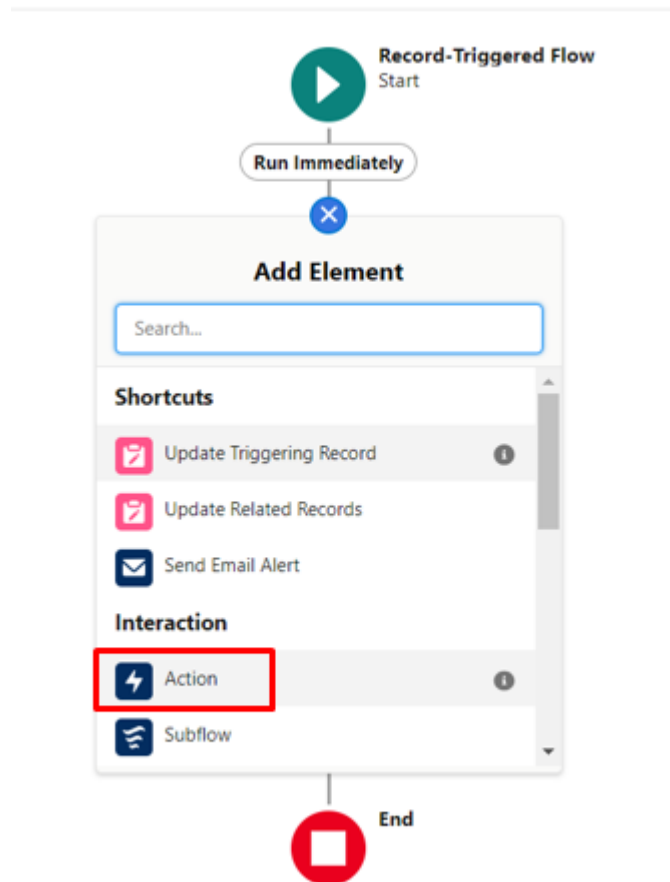 Record-Triggered Flow
Start
Run Immediately
Add Element
Search...
Shortcuts
Update Triggering Record
Update Related Records
Send Email Alert
Interaction
Action
Subflow
End